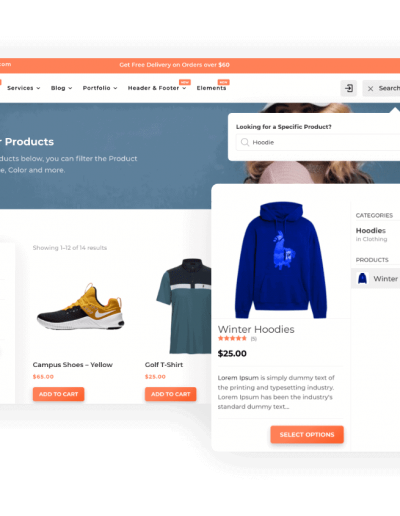 .com
Get Free Delivery on Orders over $60
Services
Blog
Portfolio
Header & Footer
Elements
Search
Looking for a Specific Product?
Hoodie
Products
ducts below, you can filter the Product
e, Color and more.
Showing 1–12 of 14 results
Campus Shoes – Yellow
$65.00
ADD TO CART
Golf T-Shirt
$25.00
ADD TO CART
Winter Hoodies
(5)
$25.00
Lorem Ipsum is simply dummy text of
the printing and typesetting industry.
Lorem Ipsum has been the industry's
standard dummy text...
SELECT OPTIONS
CATEGORIES
Hoodies
in Clothing
PRODUCTS
Winter